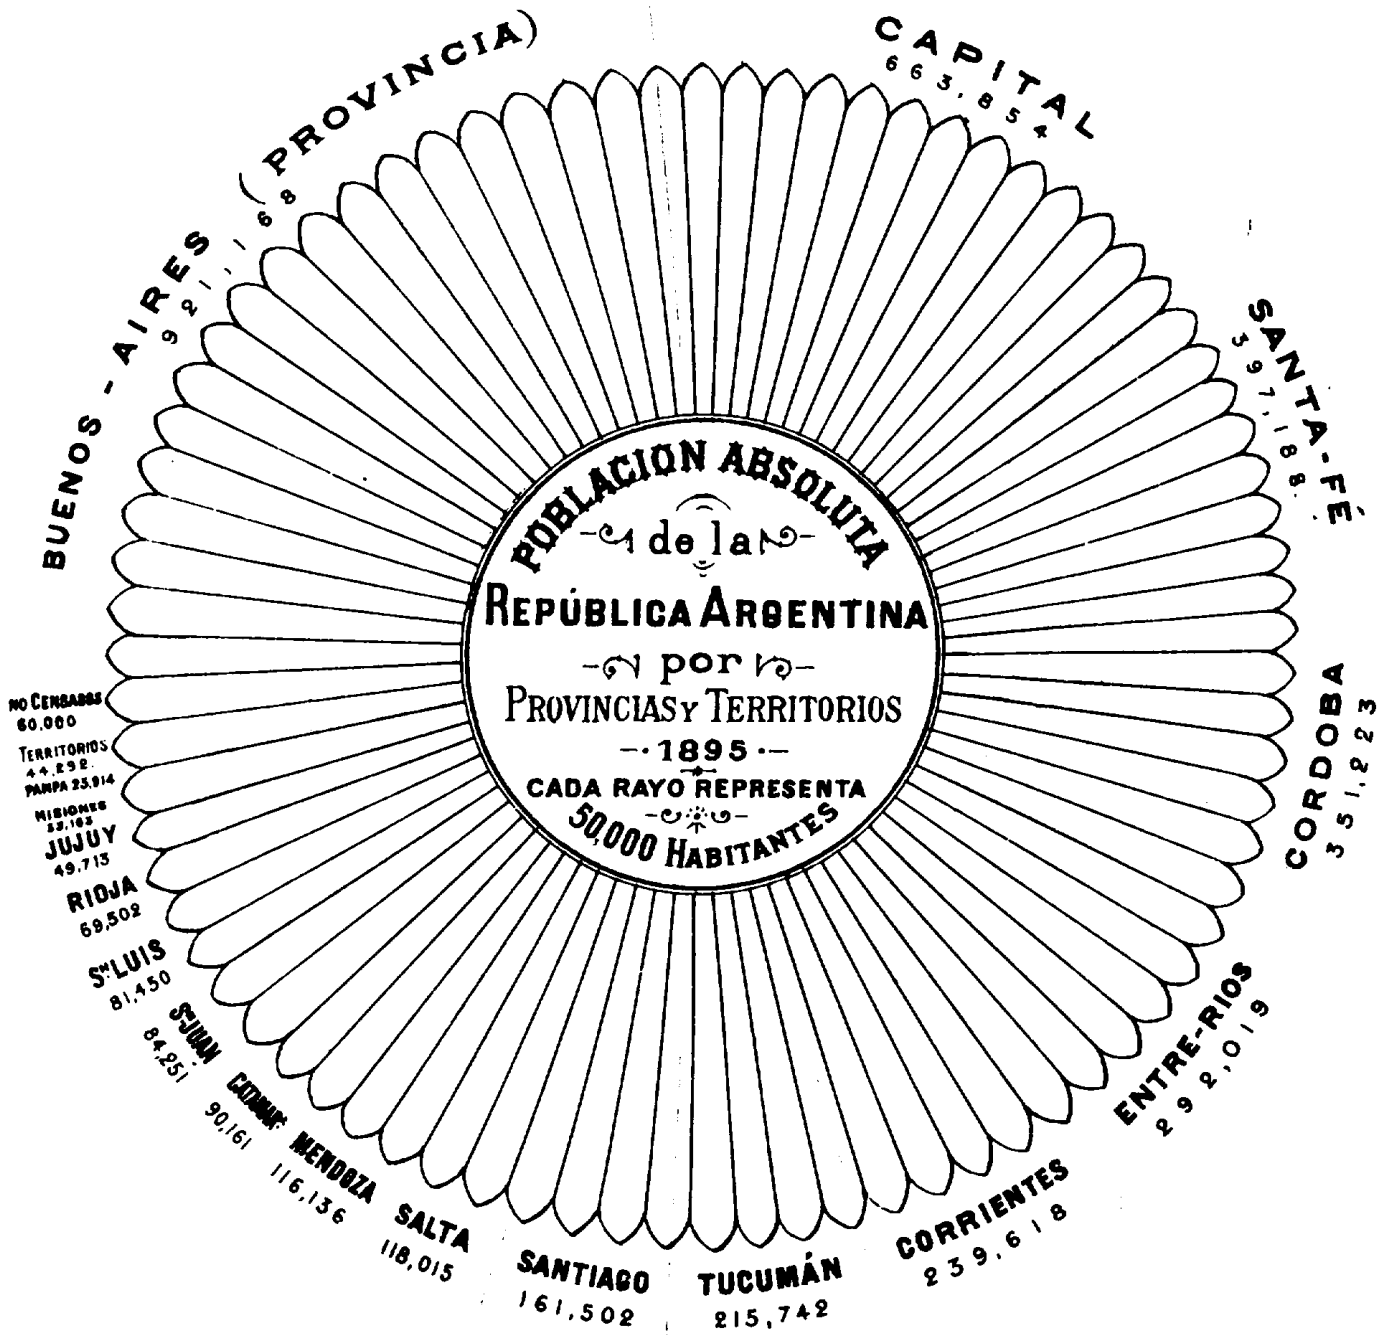 POBLACION ABSOLUTA
de la
REPÚBLICA ARGENTINA
por
PROVINCIAS Y TERRITORIOS
1895
CADA RAYO REPRESENTA
50,000 HABITANTES
BUENOS-AIRES (PROVINCIA)
921,168
CAPITAL
663,854
SANTA-FÉ
397,188.
CORDOBA
351,223
ENTRE-RIOS
292,019
CORRIENTES
239,618
TUCUMÁN
215,742
SANTIAGO
161,502
SALTA
118,015
MENDOZA
116,136
90,161
SN. JUAN
84,251
SN. LUIS
81,450
RIOJA
69,502
JUJUY
49,713
MISIONES
PAMPA 25,914
TERRITORIOS
NO CENSADOS
60,000